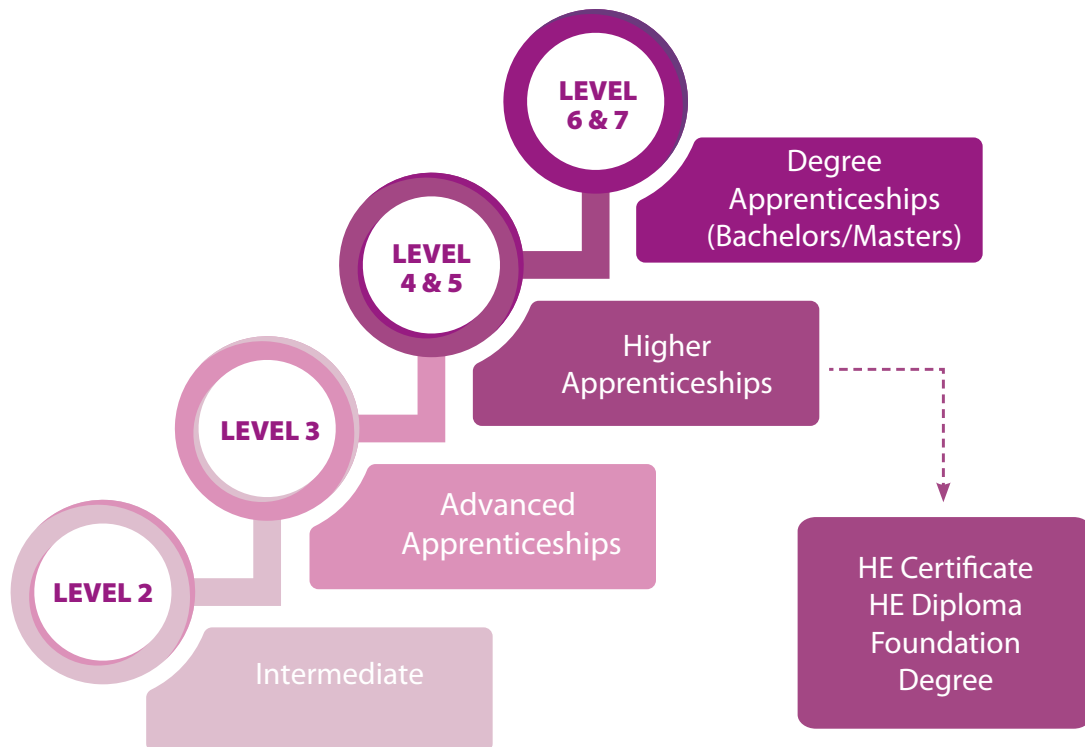 LEVEL
6 & 7
Degree
Apprenticeships
(Bachelors/Masters)
LEVEL
4 & 5
Higher
Apprenticeships
LEVEL 3
Advanced
Apprenticeships
LEVEL 2
Intermediate
HE Certificate
HE Diploma
Foundation
Degree